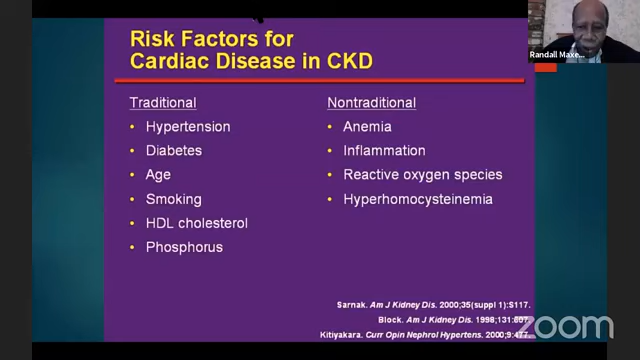 Risk Factors for
Cardiac Disease in CKD
Traditional
• Hypertension
• Diabetes
• Age
• Smoking
• HDL cholesterol
• Phosphorus
Nontraditional
• Anemia
• Inflammation
• Reactive oxygen species
• Hyperhomocysteinemia
Sarnak. Am J Kidney Dis. 2000;35(suppl 1):S117.
Block. Am J Kidney Dis. 1998;131:607.
Kitiyakara. Curr Opin Nephrol Hypertens. 2000;9:477.
Randall Maxe...
zoom